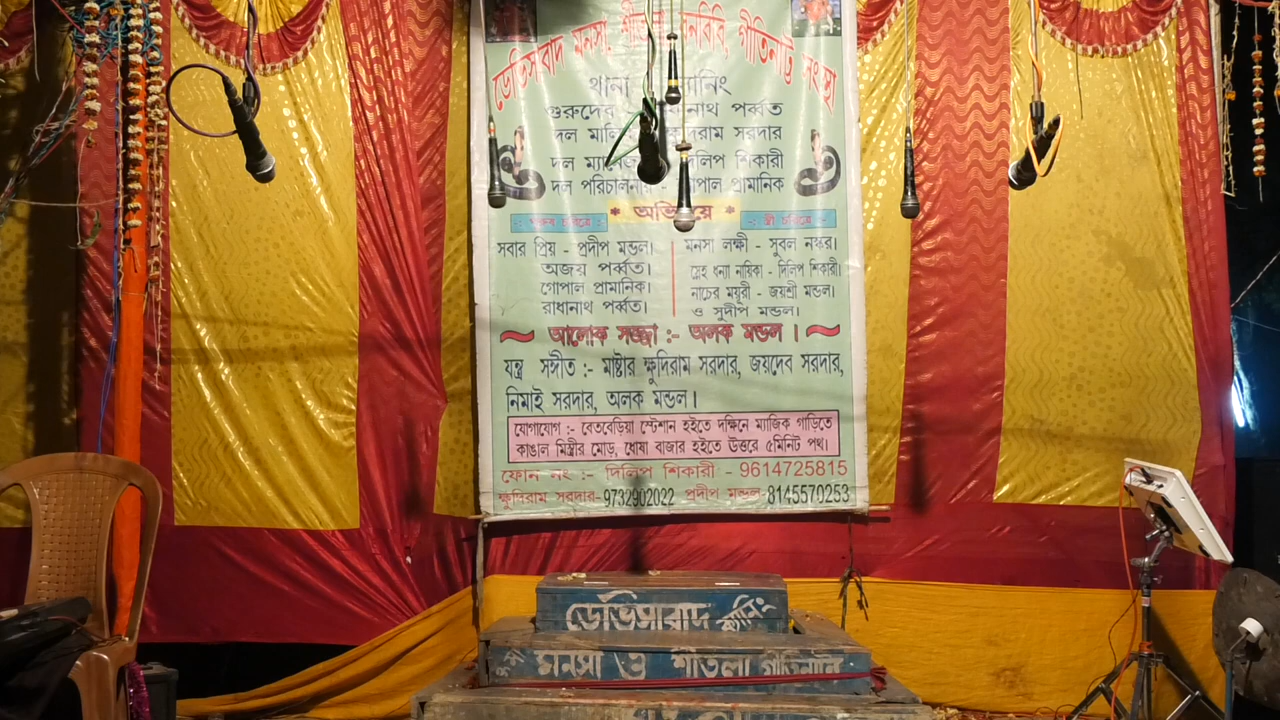 ডেভিসাবাদ মনসা, শীতলা বনবিবি, গীতিনাট্ট সংস্থা
থানা ক্যানিং
গুরুদেব রাধানাথ পর্ব্বত
দল মালিক ক্ষুদিরাম সরদার
দল ম্যানেজার দিলিপ শিকারী
দল পরিচালনায় - গোপাল প্রামানিক
* অভিনয়ে *
-: পুরুষ চরিত্রে :-
-: স্ত্রী চরিত্রে :-
সবার প্রিয় - প্রদীপ মন্ডল।
অজয় পর্ব্বত।
গোপাল প্রামানিক।
রাধানাথ পর্ব্বত।
মনসা লক্ষী - সুবল নস্কর।
স্নেহ ধন্যা নায়িকা - দিলিপ শিকারী।
নাচের ময়ূরী - জয়শ্রী মন্ডল।
ও সুদীপ মন্ডল।
আলোক সজ্জা :- অলক মন্ডল।
যন্ত্র সঙ্গীত :- মাষ্টার ক্ষুদিরাম সরদার, জয়দেব সরদার,
নিমাই সরদার, অলক মন্ডল।
যোগাযোগ :- বেতবেড়িয়া স্টেশান হইতে দক্ষিনে ম্যাজিক গাড়িতে
কাঙাল মিস্ত্রীর মোড়, ধোষা বাজার হইতে উত্তরে ৫মিনিট পথ।
ফোন নং :- দিলিপ শিকারী - 9614725815
ক্ষুদিরাম সরদার-9732902022 প্রদীপ মন্ডল-8145570253
ডেভিসাবাদ ক্যানিং
মনসা ও শীতলা গীতিনাট্ট